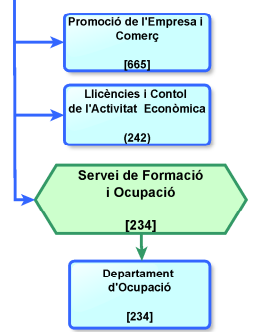 Promoció de l'Empresa i
Comerç
[665]
Llicències i Contol
de l'Activitat Econòmica
(242)
Servei de Formació
i Ocupació
[234]
Departament
d'Ocupació
[234]